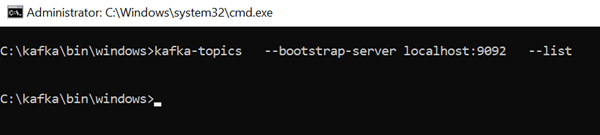 Administrator: C:\Windows\system32\cmd.exe
C:\kafka\bin\windows>kafka-topics   --bootstrap-server localhost:9092   --list
C:\kafka\bin\windows>